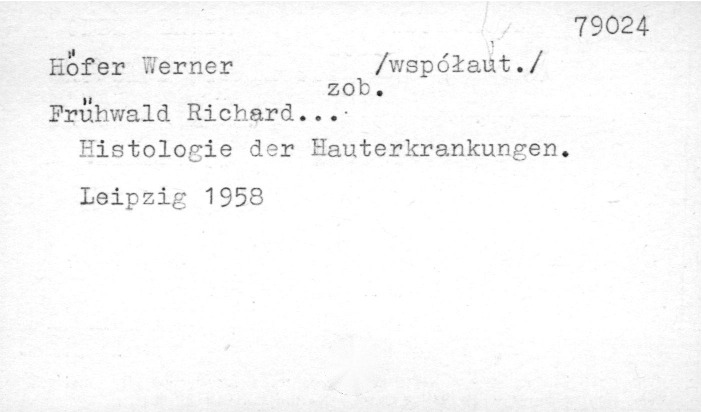 79024
Höfer Werner /współaut./
zob.
Frühwald Richard...
Histologie der Hauterkrankungen.
Leipzig 1958